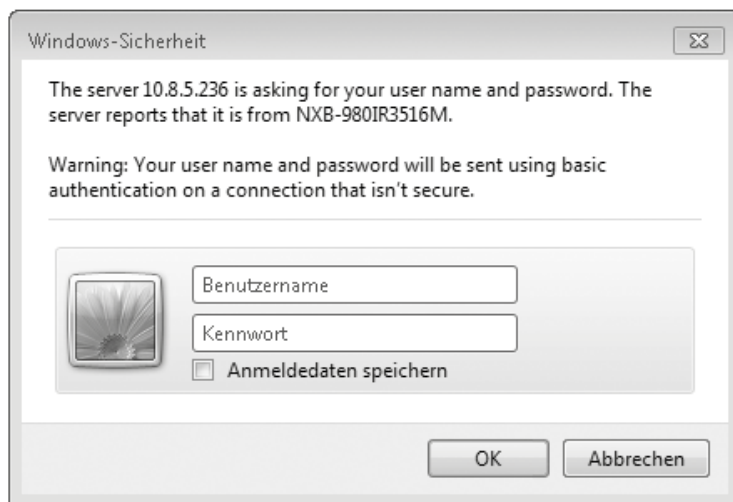 Windows-Sicherheit
The server 10.8.5.236 is asking for your user name and password. The
server reports that it is from NXB-980IR3516M.
Warning: Your user name and password will be sent using basic
authentication on a connection that isn't secure.
Benutzername
Kennwort
Anmeldedaten speichern
OK
Abbrechen